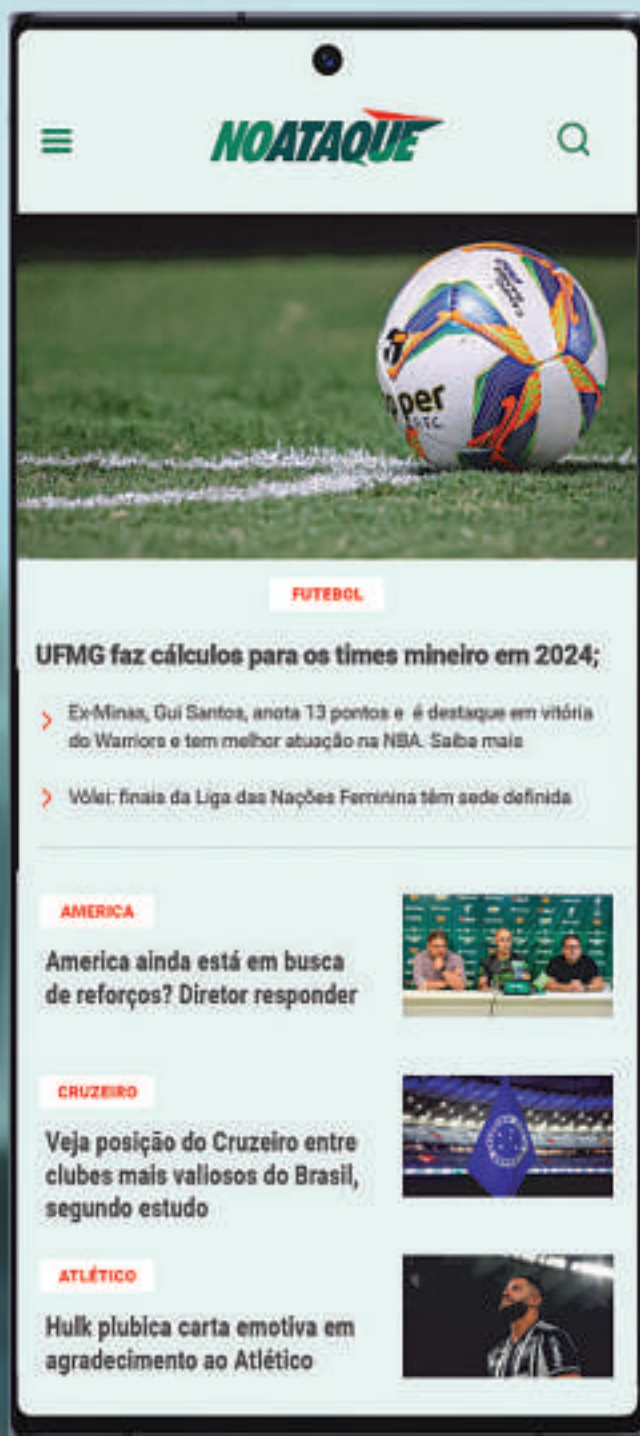 NOATAQUE
per
FUTEBOL
UFMG faz cálculos para os times mineiro em 2024;
Ex-Minas, Gui Santos, anota 13 pontos e é destaque em vitória
do Warriors e tem melhor atuação na NBA. Saiba mais
Vôlei: finais da Liga das Nações Feminina têm sede definida
AMERICA
America ainda está em busca
de reforços? Diretor responder
CRUZEIRO
Veja posição do Cruzeiro entre
clubes mais valiosos do Brasil,
segundo estudo
ATLÉTICO
Hulk plubica carta emotiva em
agradecimento ao Atlético